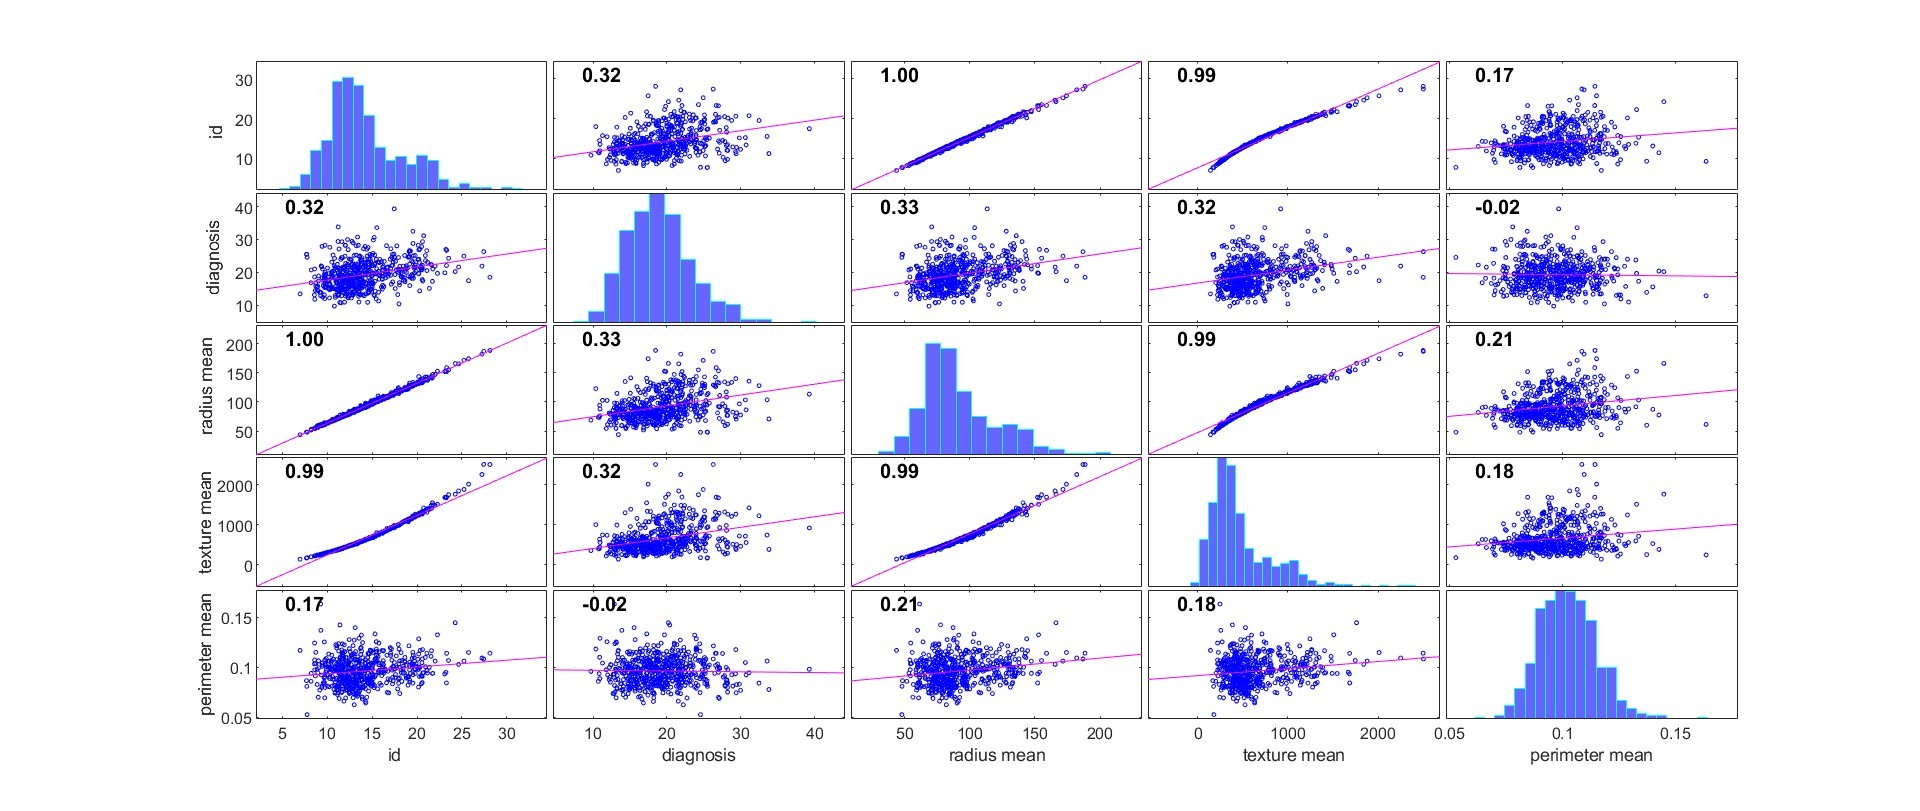 0.32
1.00
0.99
0.17
30
20
10
id
0.32
0.33
0.32
-0.02
40
30
20
10
diagnosis
1.00
0.33
0.99
0.21
200
150
100
50
radius mean
0.99
0.32
0.99
0.18
2000
1000
0
texture mean
0.17
-0.02
0.21
0.18
0.15
0.1
0.05
perimeter mean
5 10 15 20 25 30
10 20 30 40
50 100 150 200
0 1000 2000
0.05 0.1 0.15
id
diagnosis
radius mean
texture mean
perimeter mean